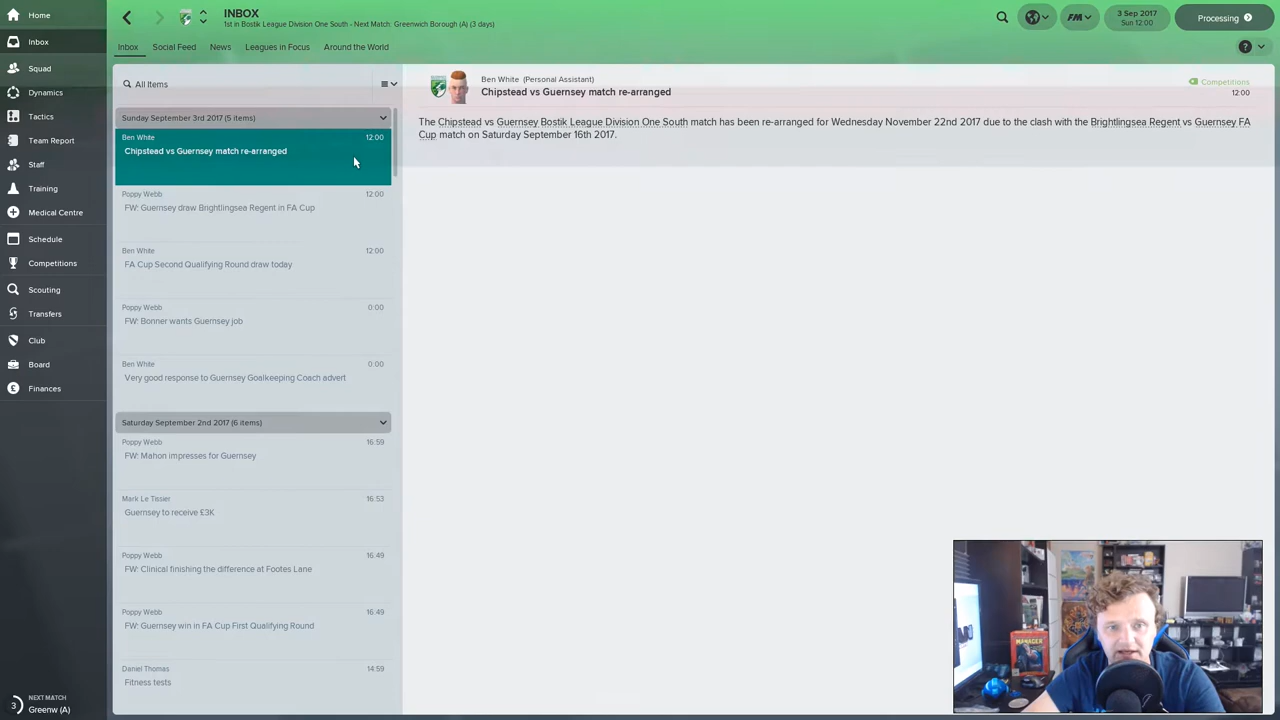 INBOX
1st in Bostik League Division One South - Next Match: Greenwich Borough (A) (3 days)
FM
3 Sep 2017
Sun 12:00
Processing
Inbox
Social Feed
News
Leagues in Focus
Around the World
?
Home
Inbox
Squad
Dynamics
Tactics
Team Report
Staff
Training
Medical Centre
Schedule
Competitions
Scouting
Transfers
Club
Board
Finances
3
NEXT MATCH
Greenw (A)
All Items
Sunday September 3rd 2017 (5 items)
Ben White 12:00
Chipstead vs Guernsey match re-arranged
Poppy Webb 12:00
FW: Guernsey draw Brightlingsea Regent in FA Cup
Ben White 12:00
FA Cup Second Qualifying Round draw today
Poppy Webb 0:00
FW: Bonner wants Guernsey job
Ben White 0:00
Very good response to Guernsey Goalkeeping Coach advert
Saturday September 2nd 2017 (6 items)
Poppy Webb 16:59
FW: Mahon impresses for Guernsey
Mark Le Tissier 16:53
Guernsey to receive £3K
Poppy Webb 16:49
FW: Clinical finishing the difference at Footes Lane
Poppy Webb 16:49
FW: Guernsey win in FA Cup First Qualifying Round
Daniel Thomas 14:59
Fitness tests
Ben White (Personal Assistant)
Chipstead vs Guernsey match re-arranged
Competitions
12:00
The Chipstead vs Guernsey Bostik League Division One South match has been re-arranged for Wednesday November 22nd 2017 due to the clash with the Brightlingsea Regent vs Guernsey FA
Cup match on Saturday September 16th 2017.
MANAGER